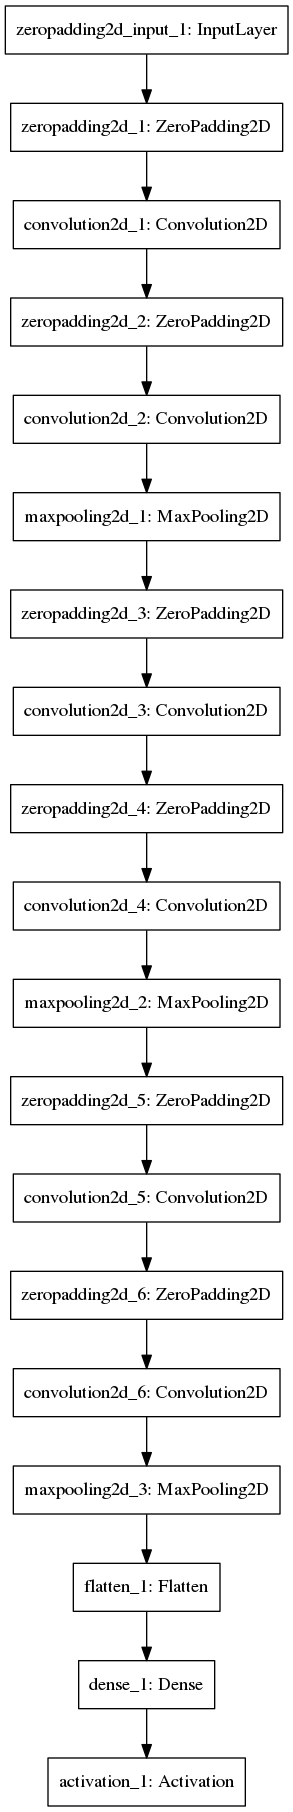 zeropadding2d_input_1: InputLayer
zeropadding2d_1: ZeroPadding2D
convolution2d_1: Convolution2D
zeropadding2d_2: ZeroPadding2D
convolution2d_2: Convolution2D
maxpooling2d_1: MaxPooling2D
zeropadding2d_3: ZeroPadding2D
convolution2d_3: Convolution2D
zeropadding2d_4: ZeroPadding2D
convolution2d_4: Convolution2D
maxpooling2d_2: MaxPooling2D
zeropadding2d_5: ZeroPadding2D
convolution2d_5: Convolution2D
zeropadding2d_6: ZeroPadding2D
convolution2d_6: Convolution2D
maxpooling2d_3: MaxPooling2D
flatten_1: Flatten
dense_1: Dense
activation_1: Activation